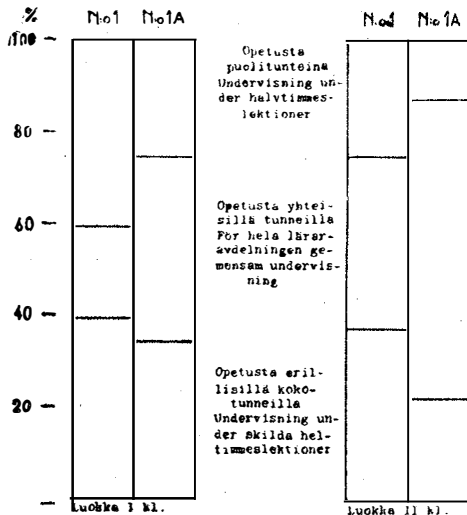 %
N:o1 N:o1A N:o1 N:o1A
100
Opetusta
puolitunteina
Undervisning un-
der halvtimmes-
lektioner
80
Opetusta yhtei-
sillä tunneilla
För hela lärar-
avdelningen ge-
mensam undervis-
ning
60
40
Opetusta eril-
lisillä koko-
tunneilla
Undervisning un-
der skilda hel-
timmeslektioner
20
Luokka I kl. Luokka II kl.